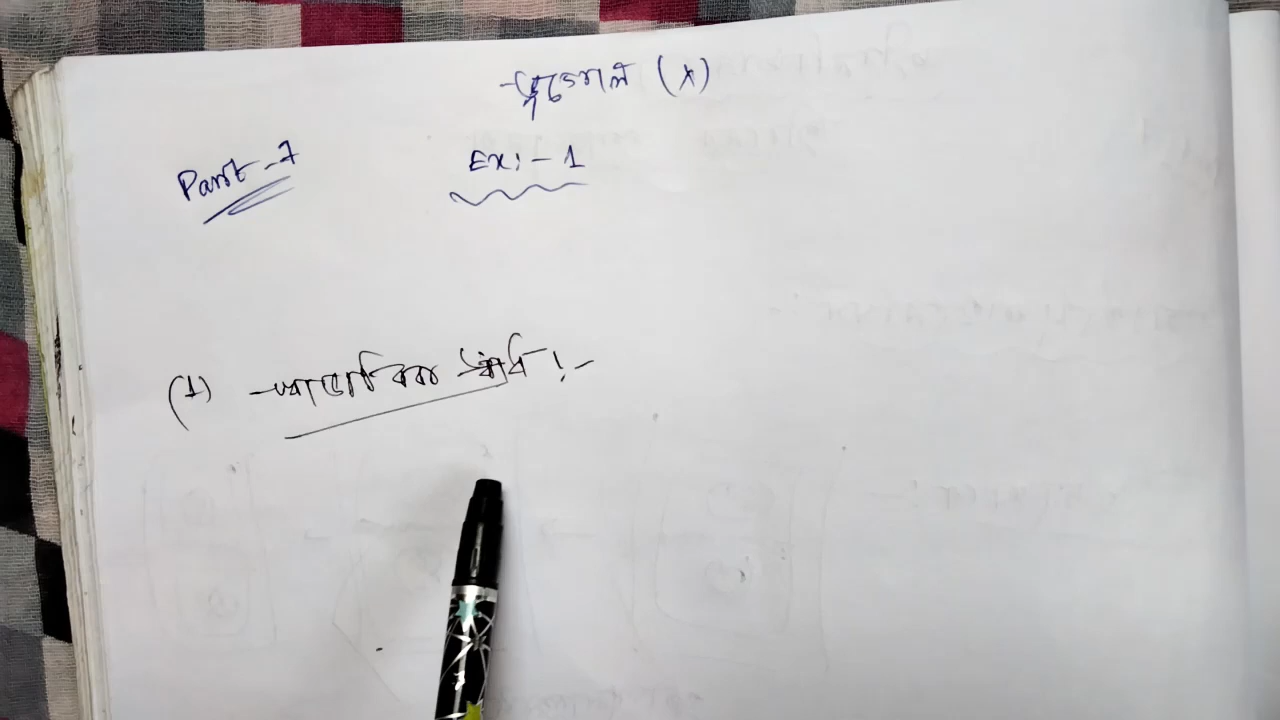 ভূগোল (X)
Part-7 Ex:-1
(1) স্বাভাবিক বাঁধ :-